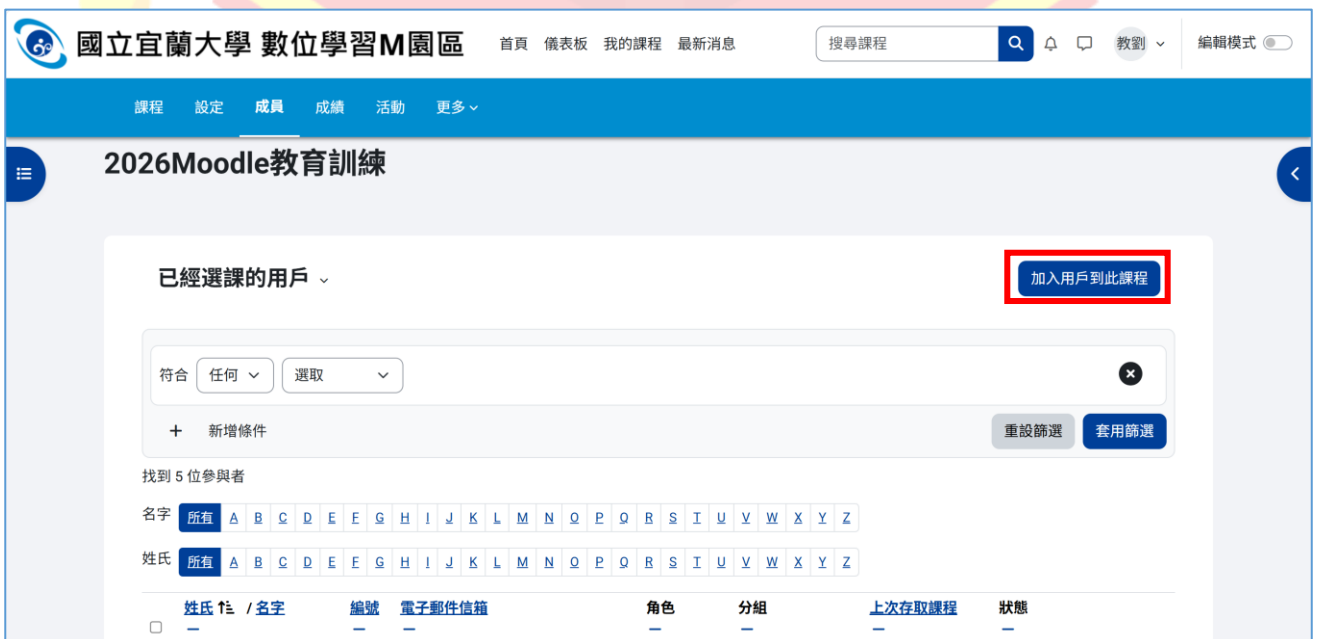 國立宜蘭大學 數位學習M園區 首頁 儀表板 我的課程 最新消息 搜尋課程 教劉 編輯模式
課程 設定 成員 成績 活動 更多
2026Moodle教育訓練
已經選課的用戶 加入用戶到此課程
符合 任何 選取
+ 新增條件 重設篩選 套用篩選
找到 5 位參與者
名字 所有 A B C D E F G H I J K L M N O P Q R S T U V W X Y Z
姓氏 所有 A B C D E F G H I J K L M N O P Q R S T U V W X Y Z
姓氏 / 名字 編號 電子郵件信箱 角色 分組 上次存取課程 狀態